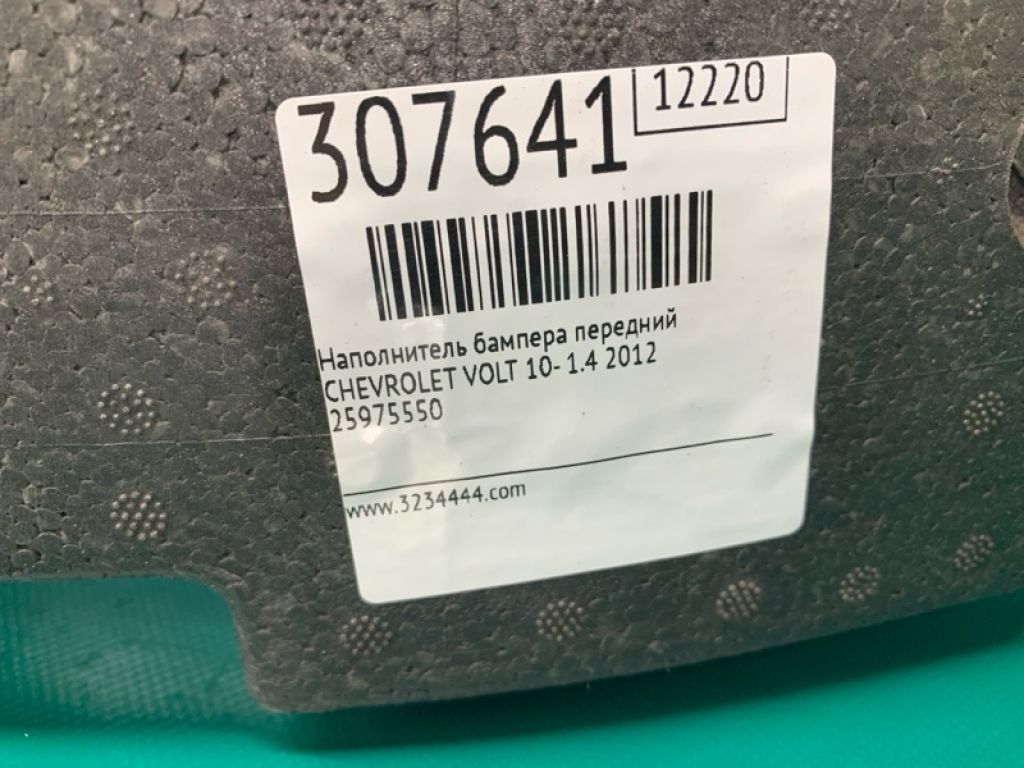 307641
12220
Наполнитель бампера передний
CHEVROLET VOLT 10- 1.4 2012
25975550
www.3234444.com